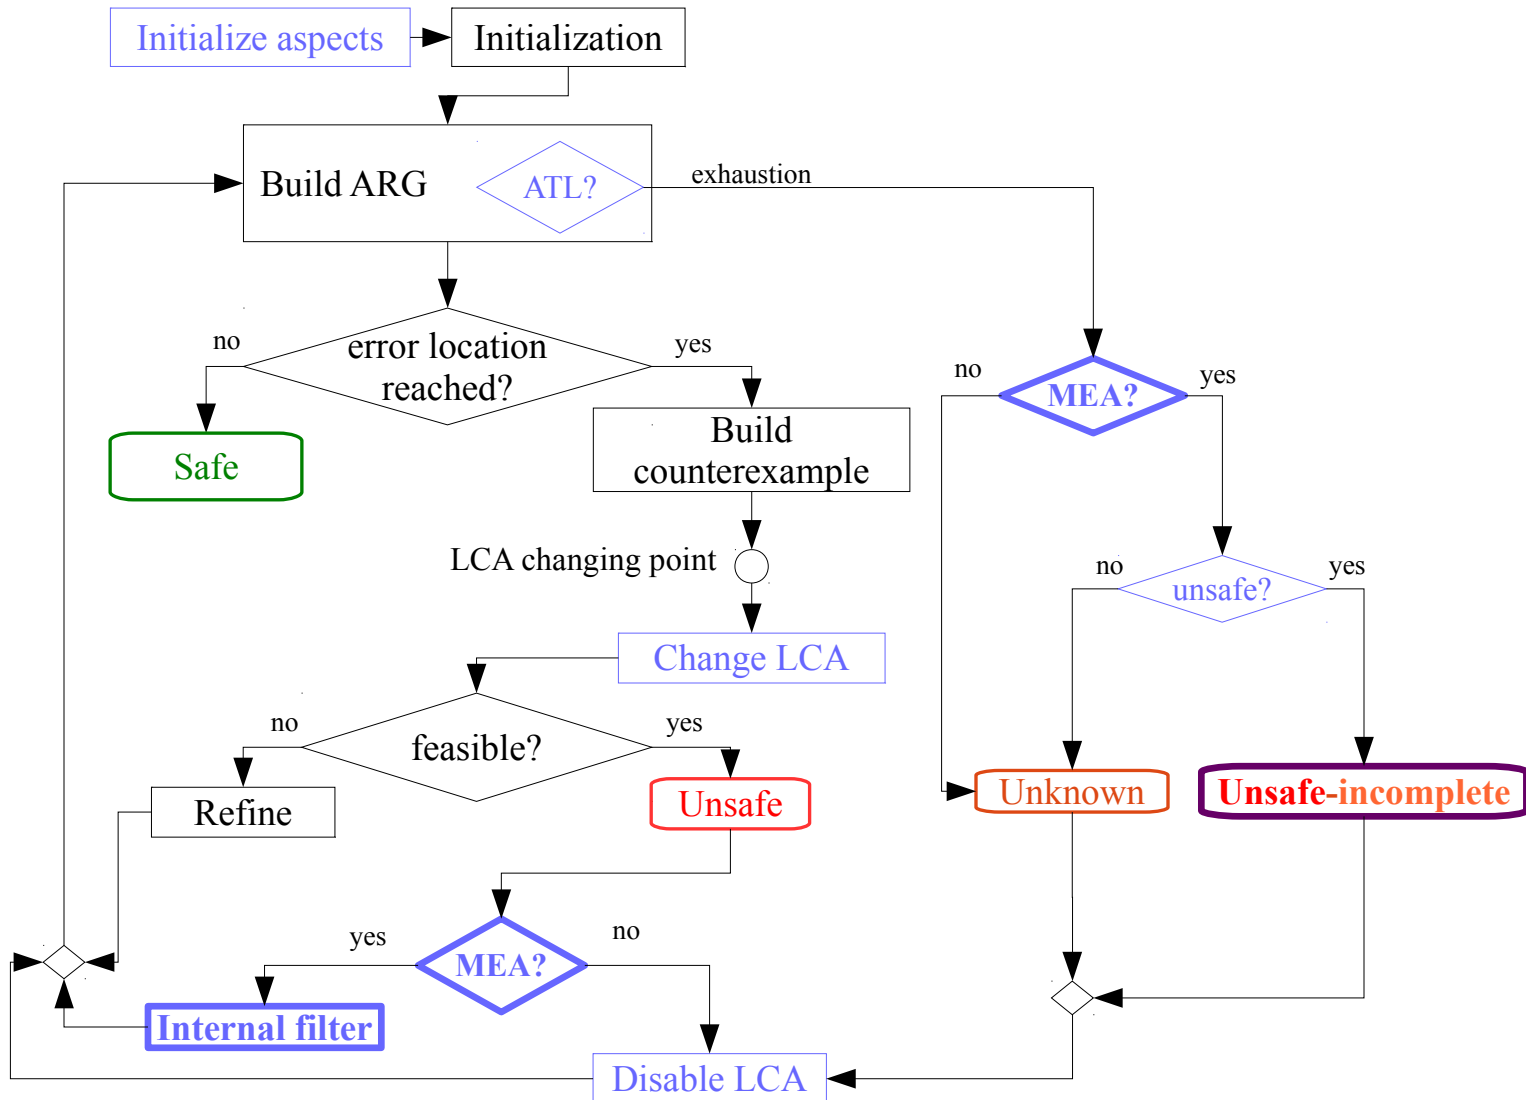 Initialize aspects
Initialization
Build ARG
ATL?
exhaustion
no
error location
reached?
yes
no
MEA?
yes
Safe
Build
counterexample
LCA changing point
no
unsafe?
yes
Change LCA
no
feasible?
yes
Refine
Unsafe
Unknown
Unsafe-incomplete
yes
MEA?
no
Internal filter
Disable LCA